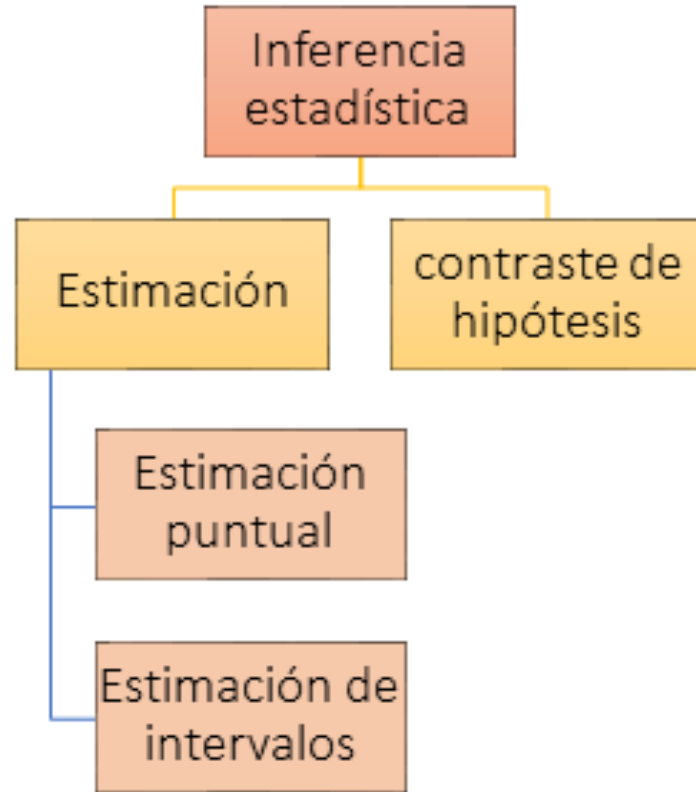 Inferencia
estadística
Estimación
contraste de
hipótesis
Estimación
puntual
Estimación de
intervalos